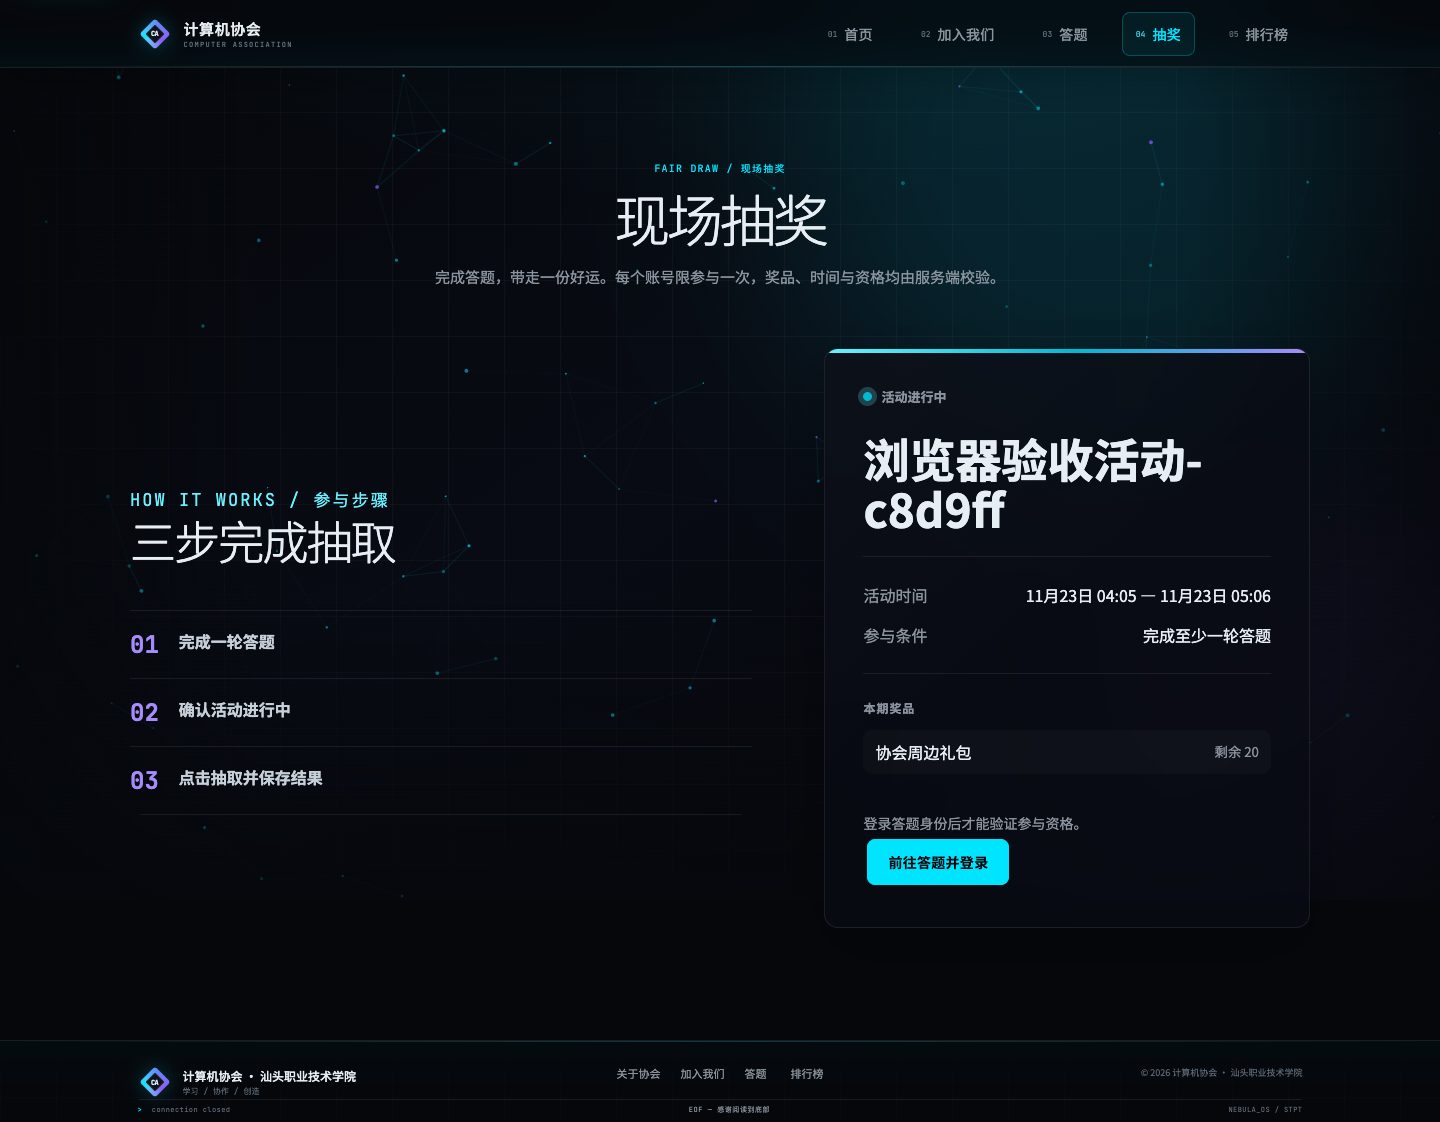 CA
计算机协会
COMPUTER ASSOCIATION
01 首页
02 加入我们
03 答题
04 抽奖
05 排行榜
FAIR DRAW / 现场抽奖
现场抽奖
完成答题，带走一份好运。每个账号限参与一次，奖品、时间与资格均由服务端校验。
HOW IT WORKS / 参与步骤
三步完成抽取
01 完成一轮答题
02 确认活动进行中
03 点击抽取并保存结果
活动进行中
浏览器验收活动-
c8d9ff
活动时间 11月23日 04:05 — 11月23日 05:06
参与条件 完成至少一轮答题
本期奖品
协会周边礼包 剩余 20
登录答题身份后才能验证参与资格。
前往答题并登录
CA
计算机协会 · 汕头职业技术学院
学习 / 协作 / 创造
关于协会 加入我们 答题 排行榜
© 2026 计算机协会 · 汕头职业技术学院
> connection closed
EOF — 感谢阅读到底部
NEBULA_OS / STPT